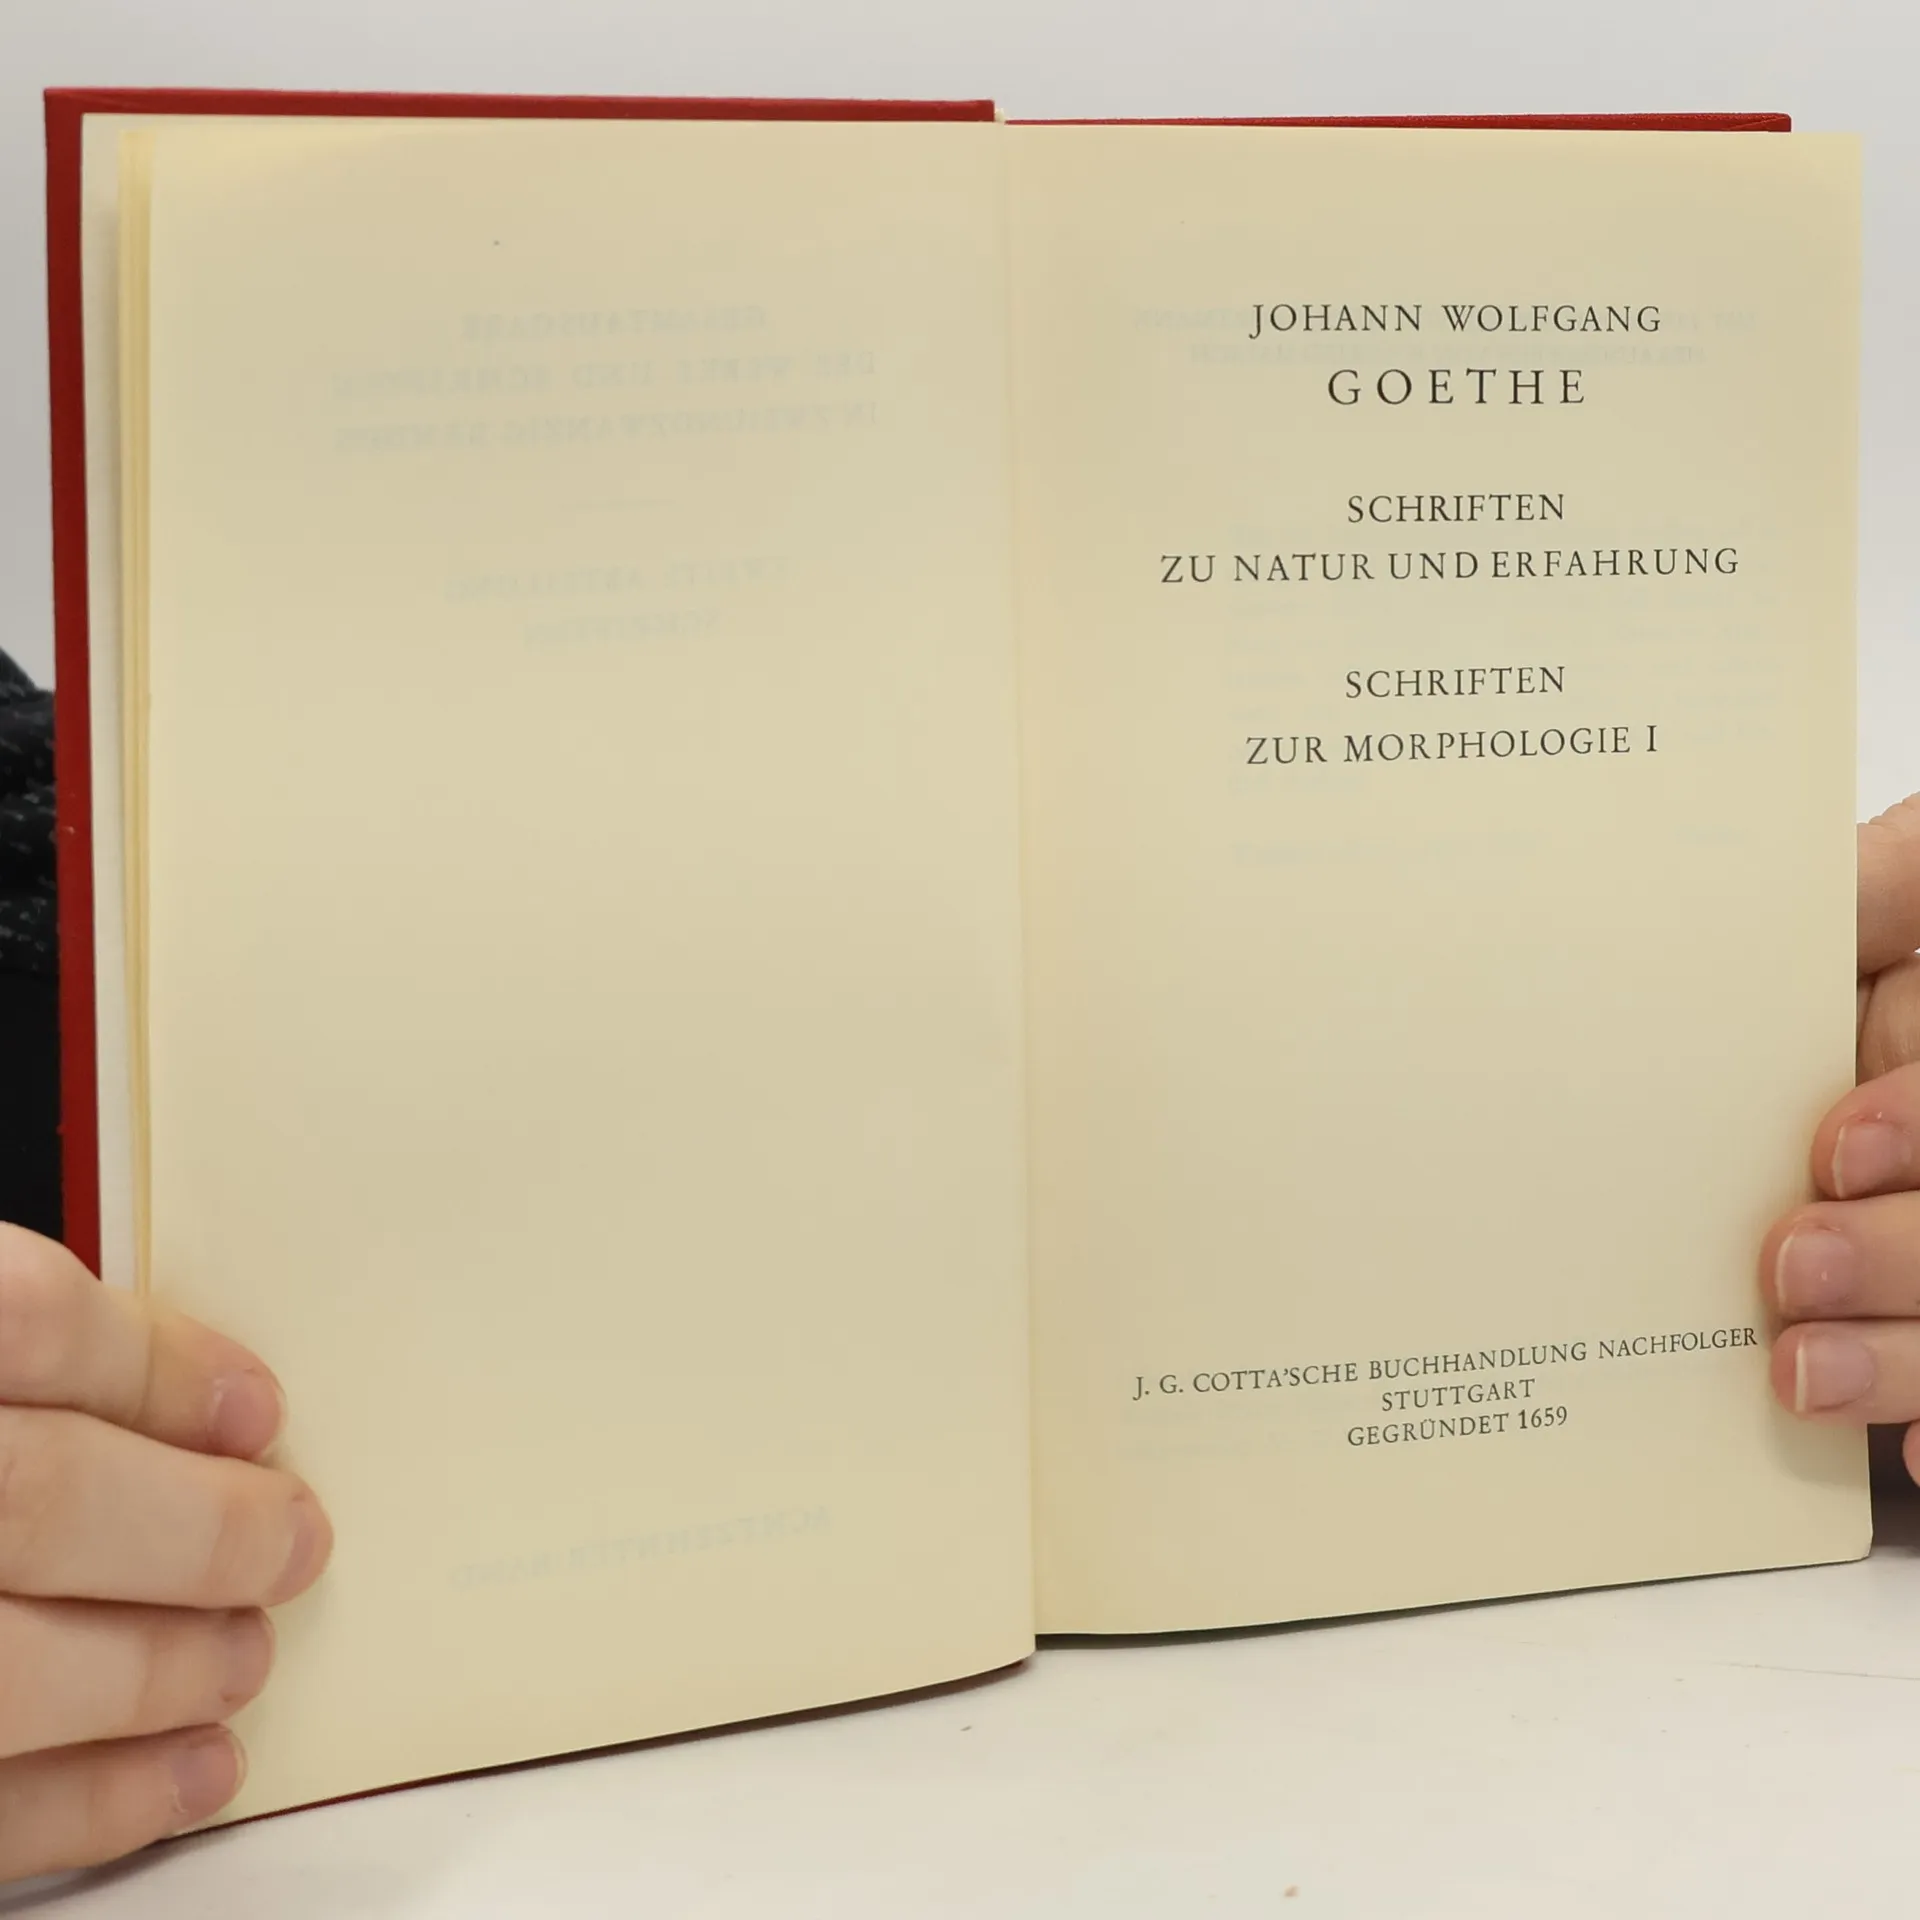 JOHANN WOLFGANG
GOETHE
SCHRIFTEN
ZU NATUR UND ERFAHRUNG
SCHRIFTEN
ZUR MORPHOLOGIE I
J. G. COTTA'SCHE BUCHHANDLUNG NACHFOLGER
STUTTGART
GEGRÜNDET 1659